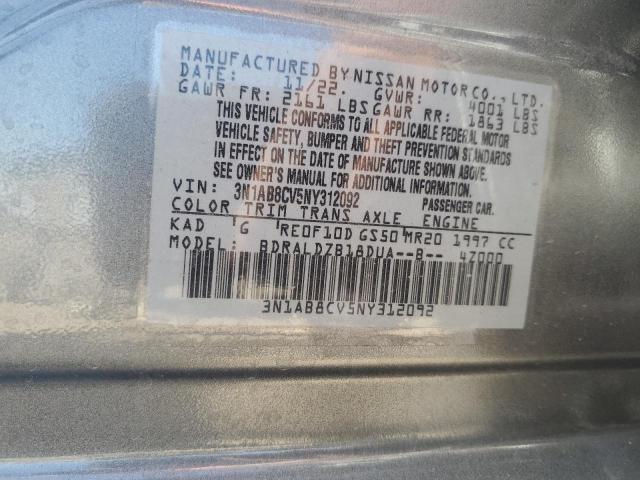 MANUFACTURED BY NISSAN MOTOR CO., LTD.
DATE: 11/22. GVWR: 4001 LBS
GAWR FR: 2161 LBS GAWR RR: 1863 LBS
THIS VEHICLE CONFORMS TO ALL APPLICABLE FEDERAL MOTOR
VEHICLE SAFETY, BUMPER AND THEFT PREVENTION STANDARDS
IN EFFECT ON THE DATE OF MANUFACTURE SHOWN ABOVE.
SEE OWNER'S MANUAL FOR ADDITIONAL INFORMATION.
VIN: 3N1AB8CV5NY312092 PASSENGER CAR.
COLOR TRIM TRANS AXLE ENGINE
KAD G RE0F10D GS50 MR20 1997 CC
MODEL: BDRALDZB18DUA--B-- 4Z000
3N1AB8CV5NY312092